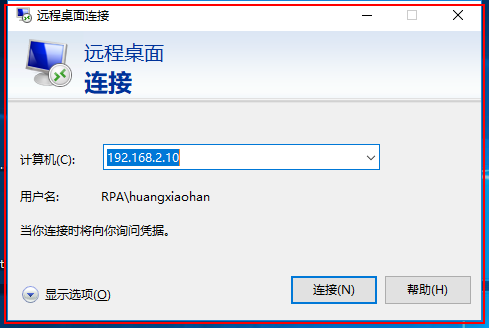 远程桌面连接
远程桌面
连接
计算机(C): 192.168.2.10
用户名: RPA\huangxiaohan
当你连接时将向你询问凭据。
显示选项(O) 连接(N) 帮助(H)